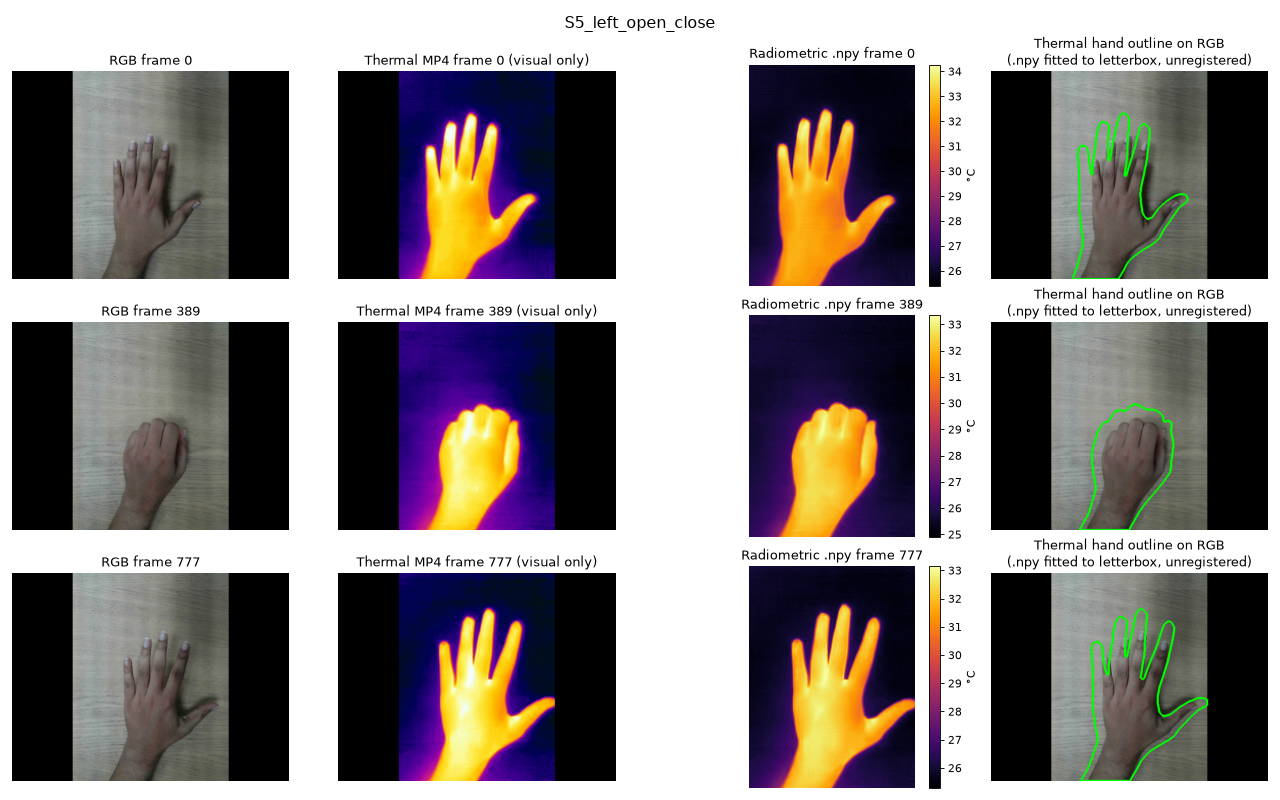 S5_left_open_close
RGB frame 0
Thermal MP4 frame 0 (visual only)
Radiometric .npy frame 0
Thermal hand outline on RGB
(.npy fitted to letterbox, unregistered)
34
33
32
31
30
29
28
27
26
°C
RGB frame 389
Thermal MP4 frame 389 (visual only)
Radiometric .npy frame 389
Thermal hand outline on RGB
(.npy fitted to letterbox, unregistered)
33
32
31
30
29
28
27
26
25
°C
RGB frame 777
Thermal MP4 frame 777 (visual only)
Radiometric .npy frame 777
Thermal hand outline on RGB
(.npy fitted to letterbox, unregistered)
33
32
31
30
29
28
27
26
°C